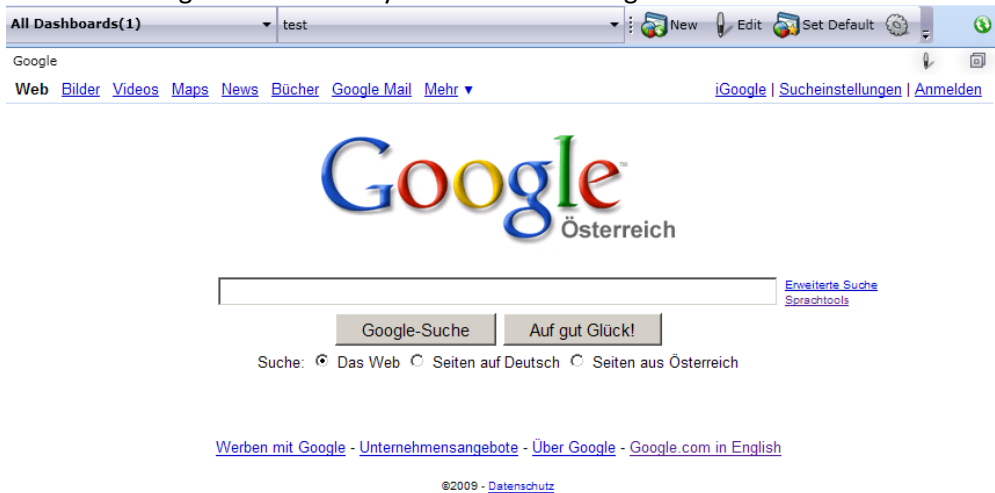 All Dashboards(1) test New Edit Set Default
Google
Web Bilder Videos Maps News Bücher Google Mail Mehr ▼ iGoogle | Sucheinstellungen | Anmelden
Google™
Österreich
Erweiterte Suche
Sprachtools
Google-Suche Auf gut Glück!
Suche: Das Web Seiten auf Deutsch Seiten aus Österreich
Werben mit Google - Unternehmensangebote - Über Google - Google.com in English
©2009 - Datenschutz